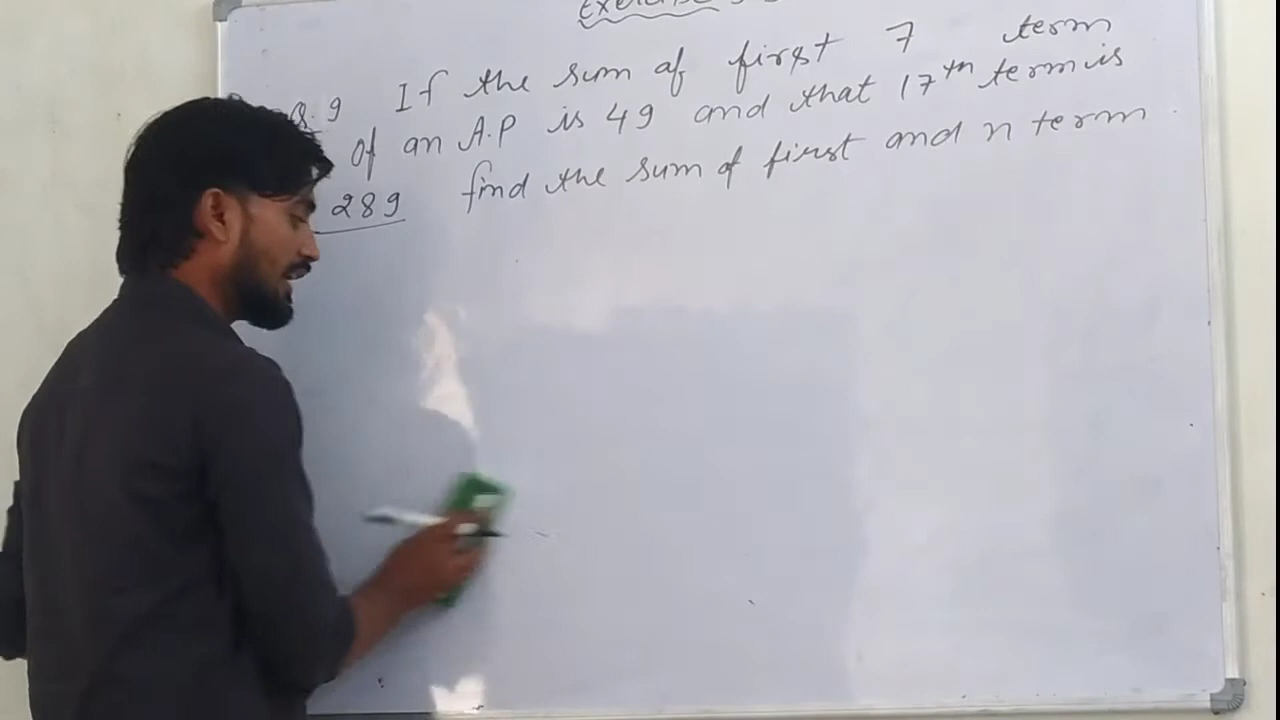 Exercise
Q. 9 If the sum of first 7 term
of an A.P is 49 and that 17th term is
289 find the sum of first and n term.